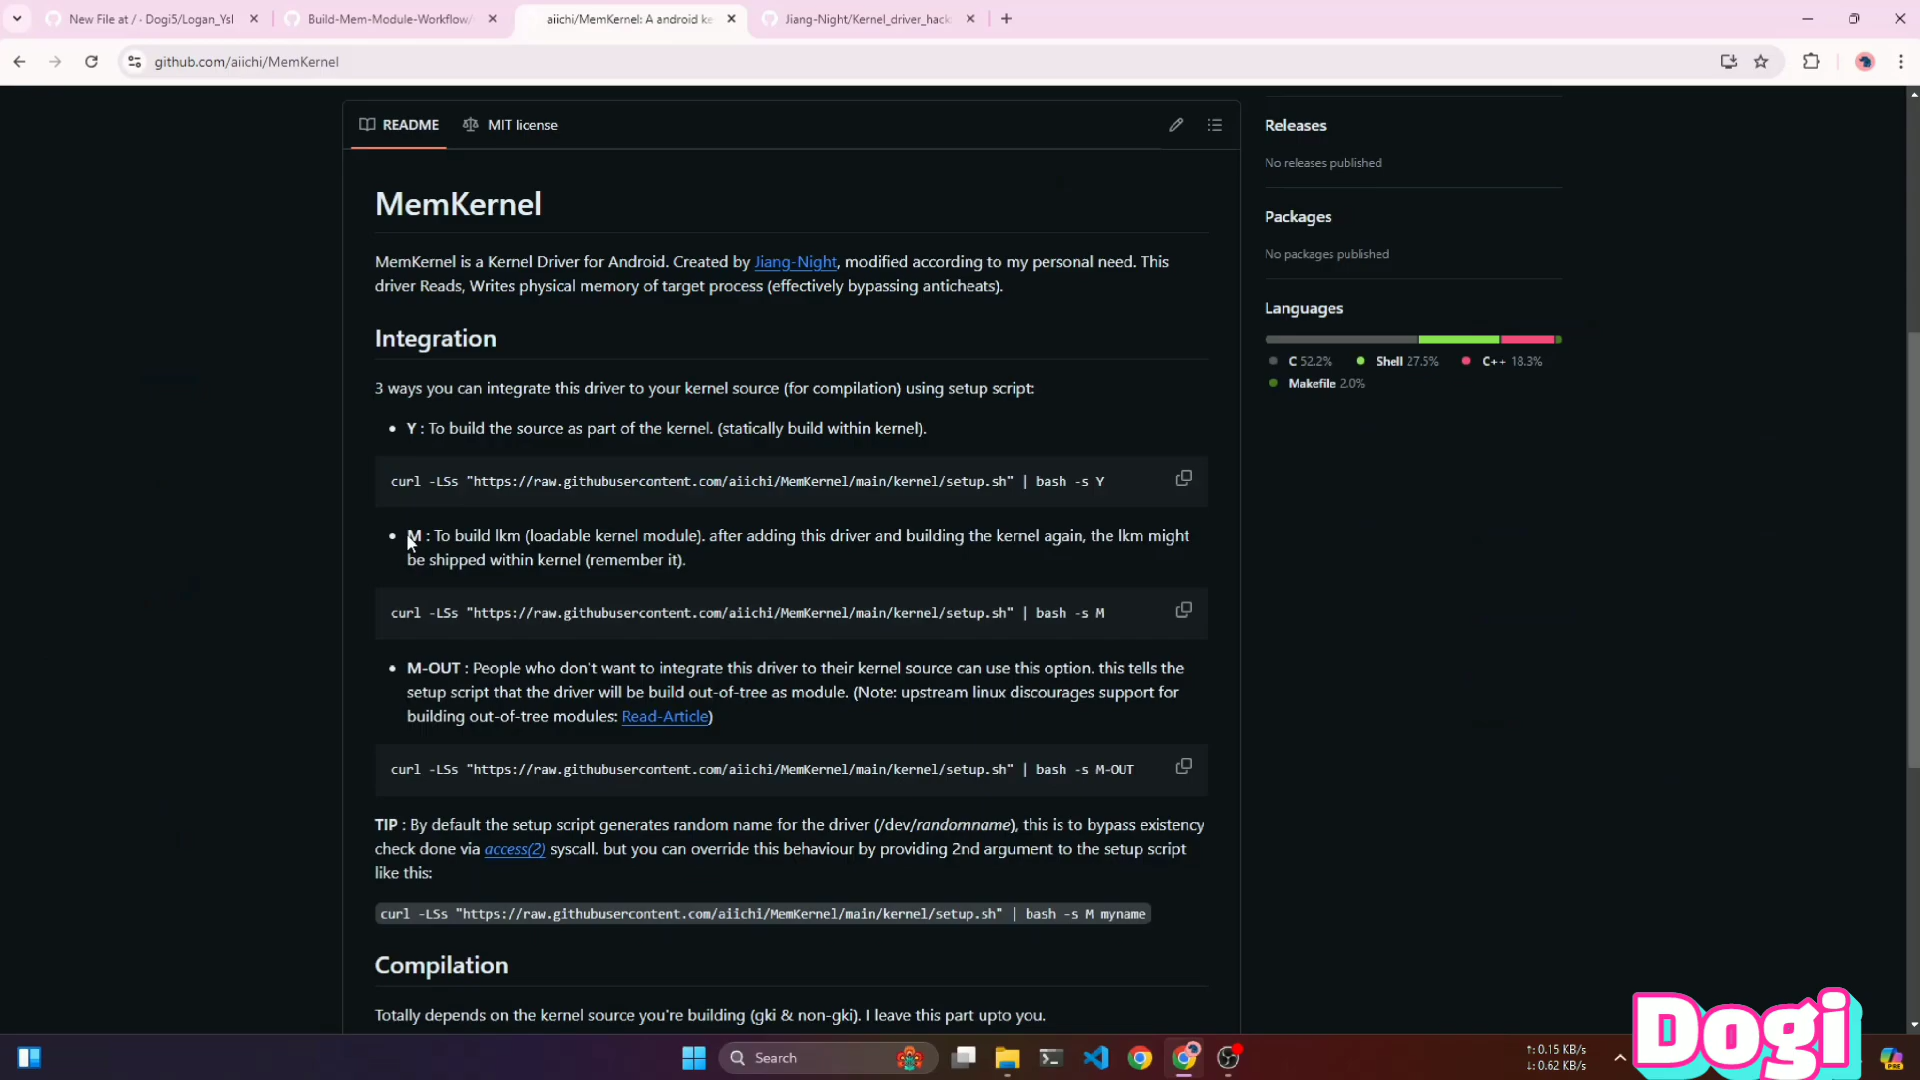 New File at / · Dogi5/Logan_Ysl
Build-Mem-Module-Workflow/
aiichi/MemKernel: A android ke
Jiang-Night/Kernel_driver_hack
github.com/aiichi/MemKernel
README
MIT license
MemKernel
MemKernel is a Kernel Driver for Android. Created by Jiang-Night, modified according to my personal need. This
driver Reads, Writes physical memory of target process (effectively bypassing anticheats).
Integration
3 ways you can integrate this driver to your kernel source (for compilation) using setup script:
• Y : To build the source as part of the kernel. (statically build within kernel).
curl -LSs "https://raw.githubusercontent.com/aiichi/MemKernel/main/kernel/setup.sh" | bash -s Y
• M : To build lkm (loadable kernel module). after adding this driver and building the kernel again, the lkm might
be shipped within kernel (remember it).
curl -LSs "https://raw.githubusercontent.com/aiichi/MemKernel/main/kernel/setup.sh" | bash -s M
• M-OUT : People who don't want to integrate this driver to their kernel source can use this option. this tells the
setup script that the driver will be build out-of-tree as module. (Note: upstream linux discourages support for
building out-of-tree modules: Read-Article)
curl -LSs "https://raw.githubusercontent.com/aiichi/MemKernel/main/kernel/setup.sh" | bash -s M-OUT
TIP : By default the setup script generates random name for the driver (/dev/randomname), this is to bypass existency
check done via access(2) syscall. but you can override this behaviour by providing 2nd argument to the setup script
like this:
curl -LSs "https://raw.githubusercontent.com/aiichi/MemKernel/main/kernel/setup.sh" | bash -s M myname
Compilation
Totally depends on the kernel source you're building (gki & non-gki). I leave this part upto you.
Releases
No releases published
Packages
No packages published
Languages
C 52.2%
Shell 27.5%
C++ 18.3%
Makefile 2.0%
Search
↑: 0.15 KB/s
↓: 0.62 KB/s
PRE
Dogi